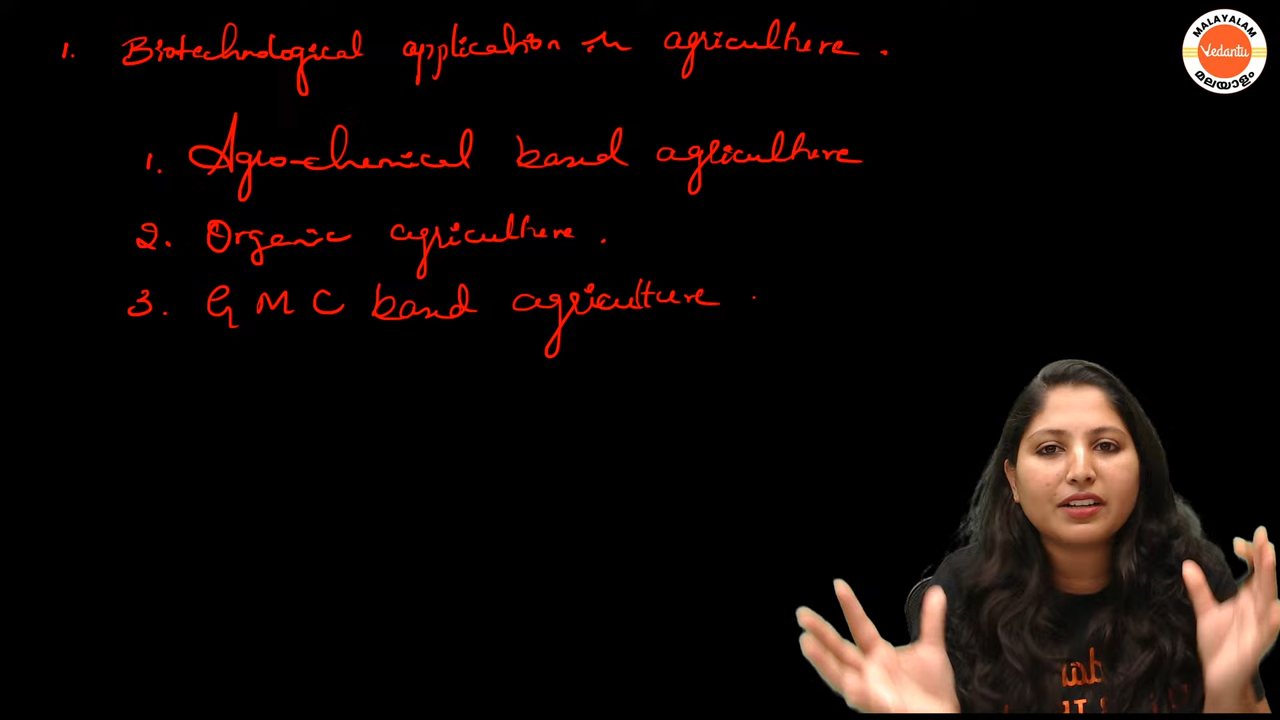 1. Biotechnological application in agriculture.
1. Agro-chemical based agriculture
2. Organic agriculture.
3. GMC based agriculture.
MALAYALAM
Vedantu
മലയാളം